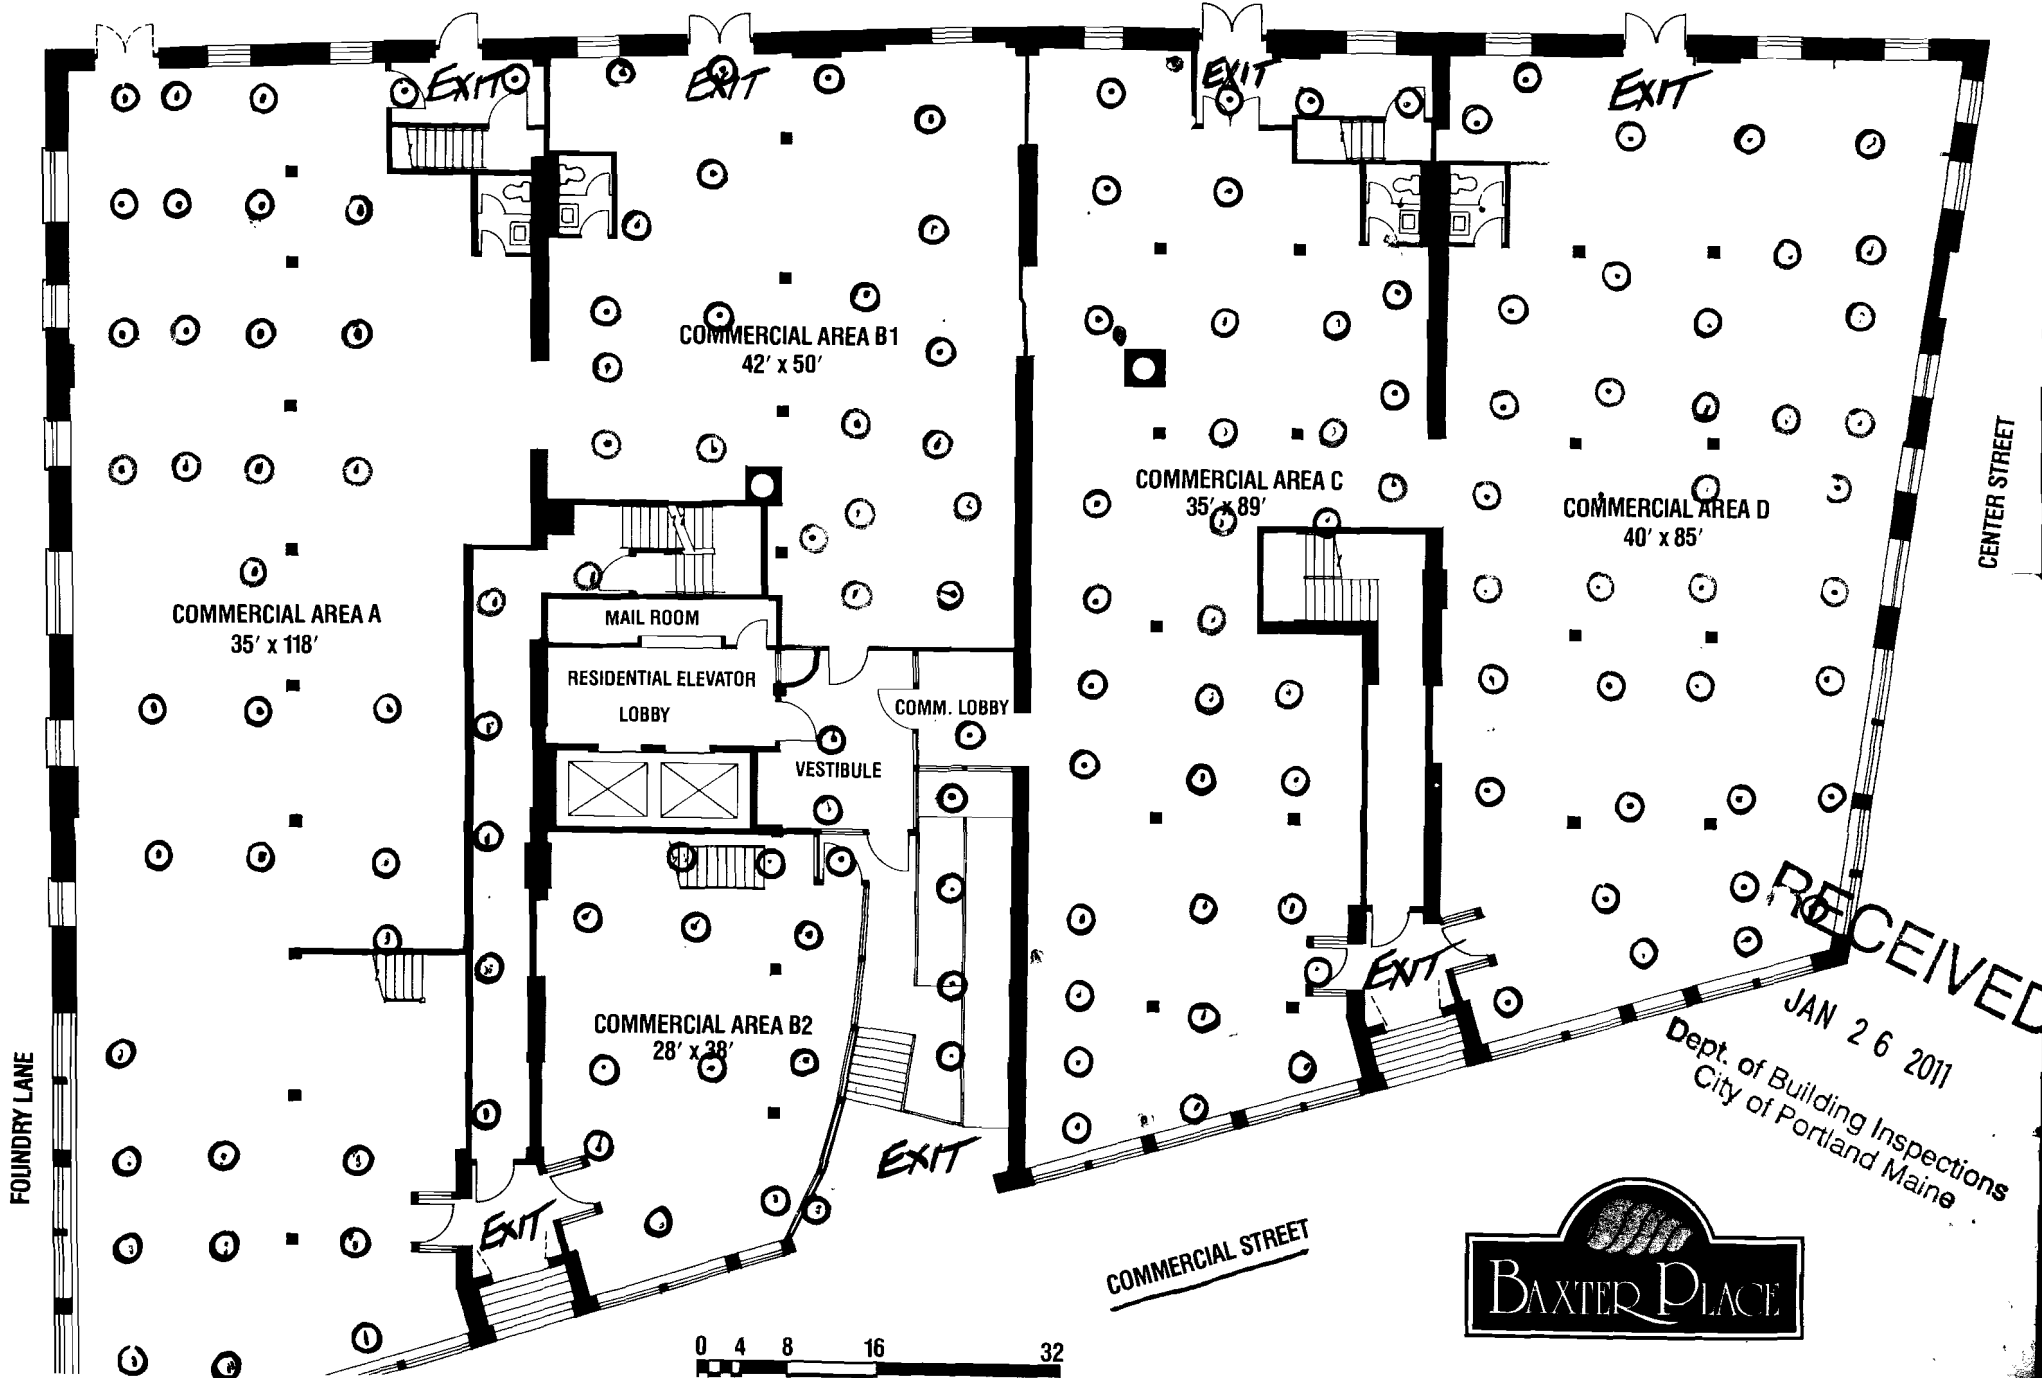 EXIT
EXIT
EXIT
EXIT
COMMERCIAL AREA B1
42' x 50'
COMMERCIAL AREA C
35' x 89'
COMMERCIAL AREA D
40' x 85'
CENTER STREET
COMMERCIAL AREA A
35' x 118'
MAIL ROOM
RESIDENTIAL ELEVATOR
LOBBY
COMM. LOBBY
VESTIBULE
COMMERCIAL AREA B2
28' x 38'
EXIT
EXIT
EXIT
FOUNDRY LANE
COMMERCIAL STREET
RECEIVED
JAN 26 2011
Dept. of Building Inspections
City of Portland Maine
BAXTER PLACE
0 4 8 16 32